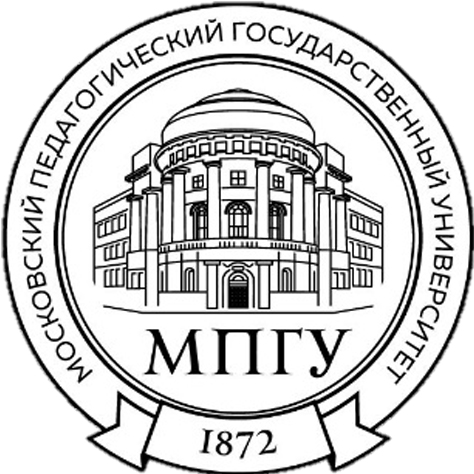 МОСКОВСКИЙ ПЕДАГОГИЧЕСКИЙ ГОСУДАРСТВЕННЫЙ УНИВЕРСИТЕТ
МПГУ
1872